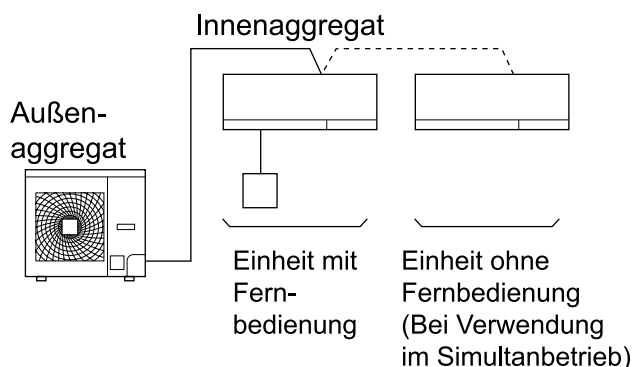 Innenaggregat
Außen-
aggregat
Einheit mit
Fern-
bedienung
Einheit ohne
Fernbedienung
(Bei Verwendung
im Simultanbetrieb)